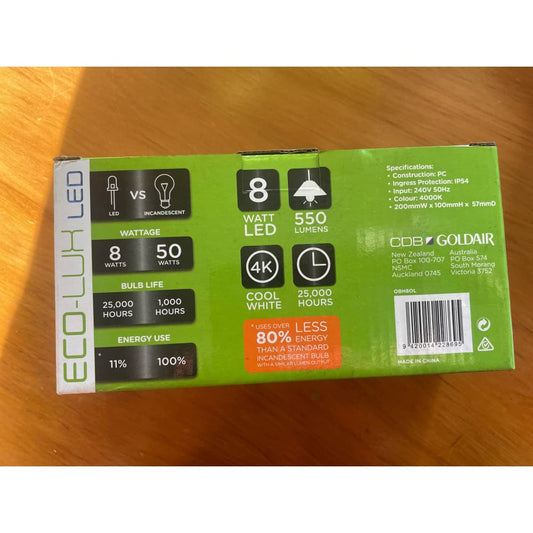 ECO-LUX LED
LED
VS
INCANDESCENT
WATTAGE
8 WATTS
50 WATTS
BULB LIFE
25,000 HOURS
1,000 HOURS
ENERGY USE
11%
100%
8
WATT
LED
550
LUMENS
4K
COOL
WHITE
25,000
HOURS
* USES OVER
80% LESS
ENERGY
THAN A STANDARD
INCANDESCENT BULB
WITH A SIMILAR LUMEN OUTPUT
Specifications:
• Construction: PC
• Ingress Protection: IP54
• Input: 240V 50Hz
• Colour: 4000K
• 200mmW x 100mmH x 57mmD
CDB GOLDAIR
New Zealand
PO Box 100-707
NSMC
Auckland 0745
Australia
PO Box 574
South Morang
Victoria 3752
9 420014 228695
MADE IN CHINA